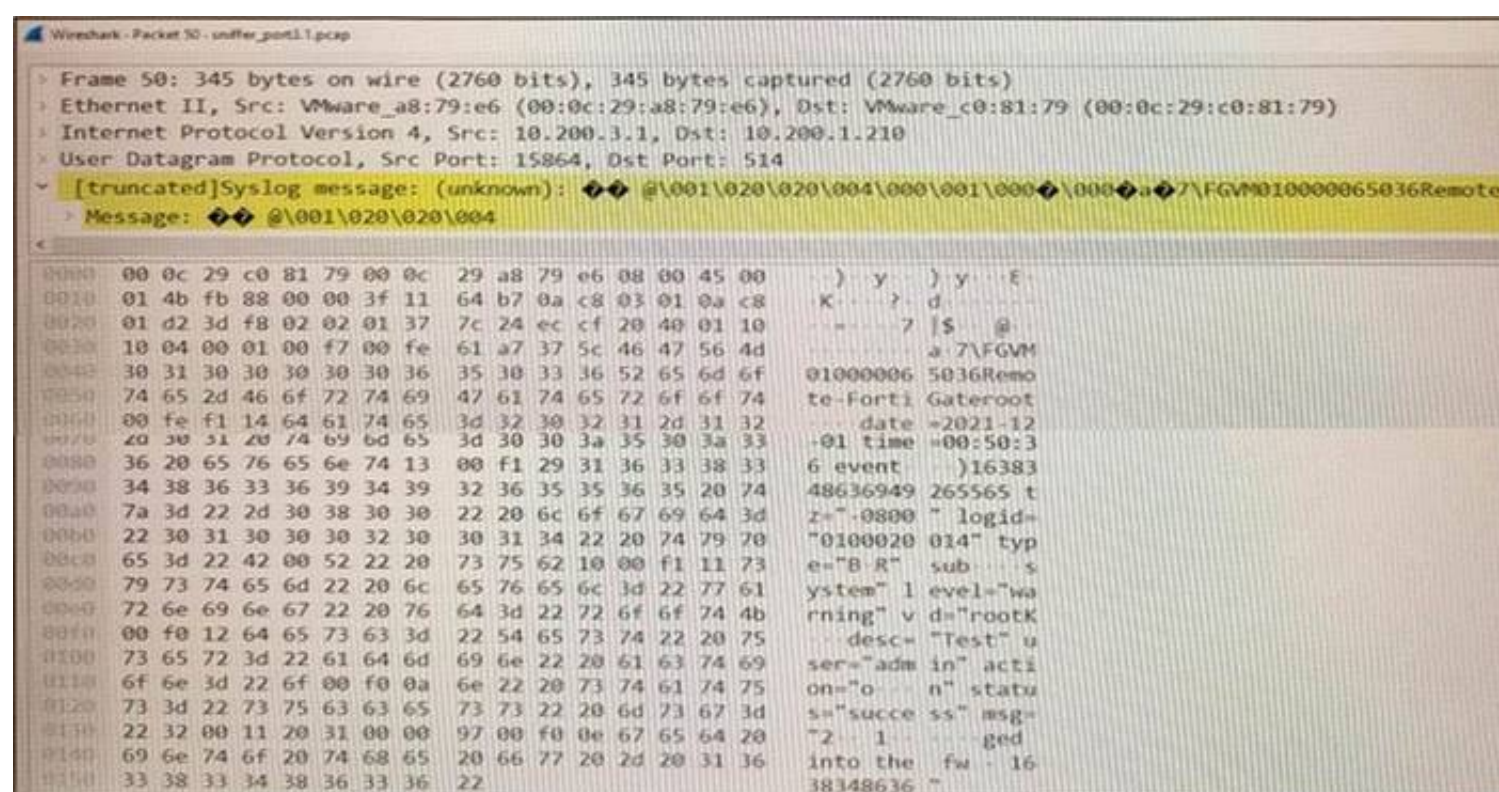 Wireshark - Packet 50 - sniffer_port3.1.pcap
> Frame 50: 345 bytes on wire (2760 bits), 345 bytes captured (2760 bits)
> Ethernet II, Src: VMware_a8:79:e6 (00:0c:29:a8:79:e6), Dst: VMware_c0:81:79 (00:0c:29:c0:81:79)
> Internet Protocol Version 4, Src: 10.200.3.1, Dst: 10.200.1.210
> User Datagram Protocol, Src Port: 15864, Dst Port: 514
[truncated]Syslog message: (unknown): �� @\001\020\020\004\000\001\000�\000�a�7\FGVM010000065036Remote
> Message: �� @\001\020\020\004
0000 00 0c 29 c0 81 79 00 0c 29 a8 79 e6 08 00 45 00 ··)··y·· )·y···E·
0010 01 4b fb 88 00 00 3f 11 64 b7 0a c8 03 01 0a c8 ·K····?· d·······
0020 01 d2 3d f8 02 02 01 37 7c 24 ec cf 20 40 01 10 ··=····7 |$·· @··
0030 10 04 00 01 00 f7 00 fe 61 a7 37 5c 46 47 56 4d ········ a·7\FGVM
0040 30 31 30 30 30 30 30 36 35 30 33 36 52 65 6d 6f 01000006 5036Remo
0050 74 65 2d 46 6f 72 74 69 47 61 74 65 72 6f 6f 74 te-Forti Gateroot
0060 00 fe f1 14 64 61 74 65 3d 32 30 32 31 2d 31 32 ····date =2021-12
0070 2d 30 31 20 74 69 6d 65 3d 30 30 3a 35 30 3a 33 -01 time =00:50:3
0080 36 20 65 76 65 6e 74 13 00 f1 29 31 36 33 38 33 6 event· ··)16383
0090 34 38 36 33 36 39 34 39 32 36 35 35 36 35 20 74 48636949 265565 t
00a0 7a 3d 22 2d 30 38 30 30 22 20 6c 6f 67 69 64 3d z="-0800 " logid=
00b0 22 30 31 30 30 30 32 30 30 31 34 22 20 74 79 70 "0100020 014" typ
00c0 65 3d 22 42 00 52 22 20 73 75 62 10 00 f1 11 73 e="B·R" sub····s
00d0 79 73 74 65 6d 22 20 6c 65 76 65 6c 3d 22 77 61 ystem" l evel="wa
00e0 72 6e 69 6e 67 22 20 76 64 3d 22 72 6f 6f 74 4b rning" v d="rootK
00f0 00 f0 12 64 65 73 63 3d 22 54 65 73 74 22 20 75 ···desc= "Test" u
0100 73 65 72 3d 22 61 64 6d 69 6e 22 20 61 63 74 69 ser="adm in" acti
0110 6f 6e 3d 22 6f 00 f0 0a 6e 22 20 73 74 61 74 75 on="o··· n" statu
0120 73 3d 22 73 75 63 63 65 73 73 22 20 6d 73 67 3d s="succe ss" msg=
0130 22 32 00 11 20 31 00 00 97 00 f0 0e 67 65 64 20 "2·· 1·· ····ged
0140 69 6e 74 6f 20 74 68 65 20 66 77 20 2d 20 31 36 into the fw - 16
0150 33 38 33 34 38 36 33 36 22 38348636 "